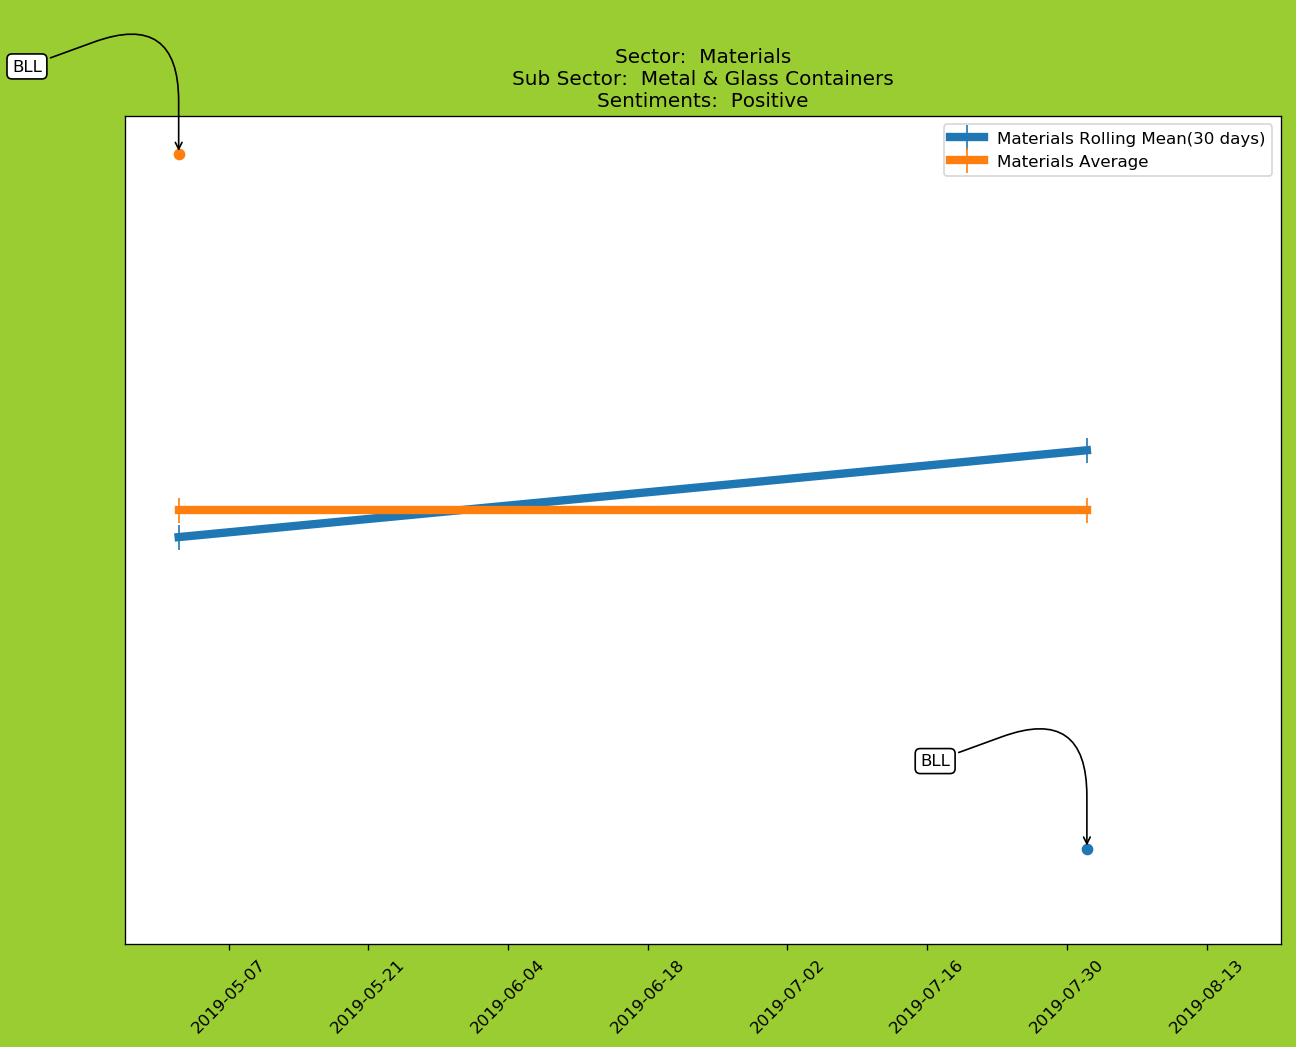 BLL
Sector:  Materials
Sub Sector:  Metal & Glass Containers
Sentiments:  Positive
Materials Rolling Mean(30 days)
Materials Average
BLL
2019-05-07
2019-05-21
2019-06-04
2019-06-18
2019-07-02
2019-07-16
2019-07-30
2019-08-13